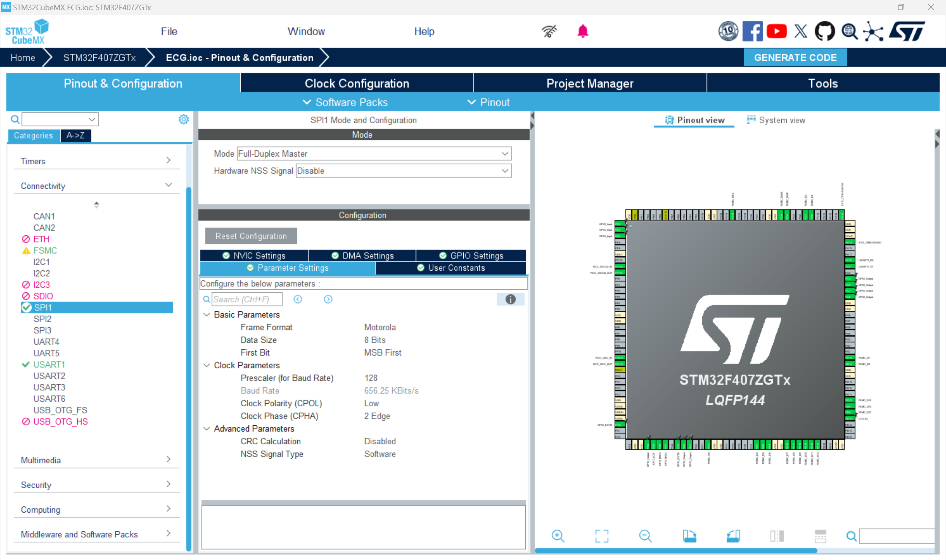 STM32CubeMX ECG.ioc: STM32F407ZGTx
STM32
CubeMX
File
Window
Help
Home
STM32F407ZGTx
ECG.ioc - Pinout & Configuration
GENERATE CODE
Pinout & Configuration
Clock Configuration
Project Manager
Tools
Software Packs
Pinout
Categories
A->Z
Timers
Connectivity
CAN1
CAN2
ETH
FSMC
I2C1
I2C2
I2C3
SDIO
SPI1
SPI2
SPI3
UART4
UART5
USART1
USART2
USART3
USART6
USB_OTG_FS
USB_OTG_HS
Multimedia
Security
Computing
Middleware and Software Packs
SPI1 Mode and Configuration
Mode
Mode Full-Duplex Master
Hardware NSS Signal Disable
Configuration
Reset Configuration
NVIC Settings
DMA Settings
GPIO Settings
Parameter Settings
User Constants
Configure the below parameters :
Search (Ctrl+F)
Basic Parameters
Frame Format Motorola
Data Size 8 Bits
First Bit MSB First
Clock Parameters
Prescaler (for Baud Rate) 128
Baud Rate 656.25 KBits/s
Clock Polarity (CPOL) Low
Clock Phase (CPHA) 2 Edge
Advanced Parameters
CRC Calculation Disabled
NSS Signal Type Software
Pinout view
System view
STM32F407ZGTx
LQFP144